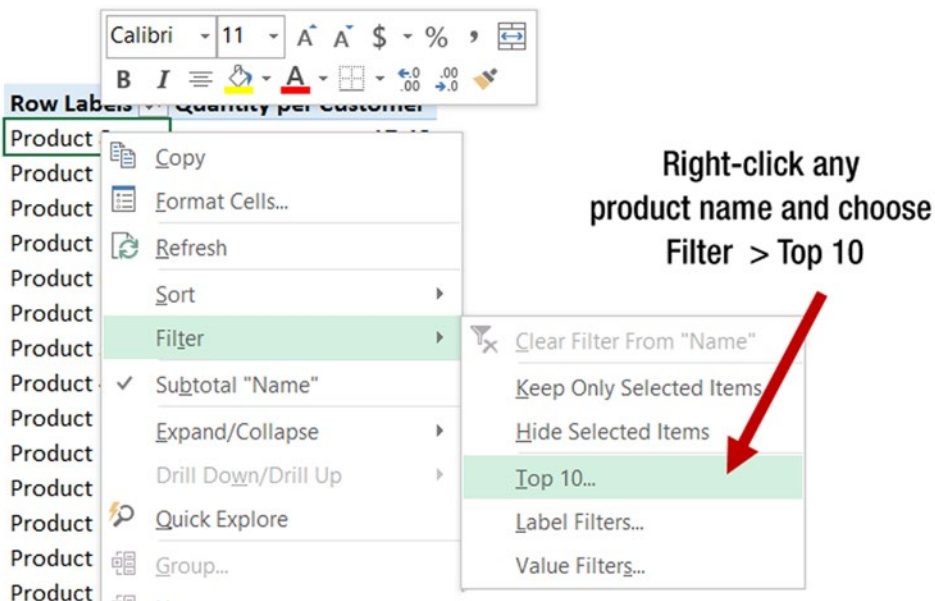 Calibri 11 A A $ % ,
B I A .00 .00
Row Labels Quantity per Customer
Product
Copy
Product
Format Cells...
Product
Refresh
Product
Product
Sort
Product
Filter
Product
Product
Subtotal "Name"
Product
Expand/Collapse
Product
Drill Down/Drill Up
Product
Product
Quick Explore
Product
Group...
Product
Clear Filter From "Name"
Keep Only Selected Items
Hide Selected Items
Top 10...
Label Filters...
Value Filters...
Right-click any
product name and choose
Filter > Top 10